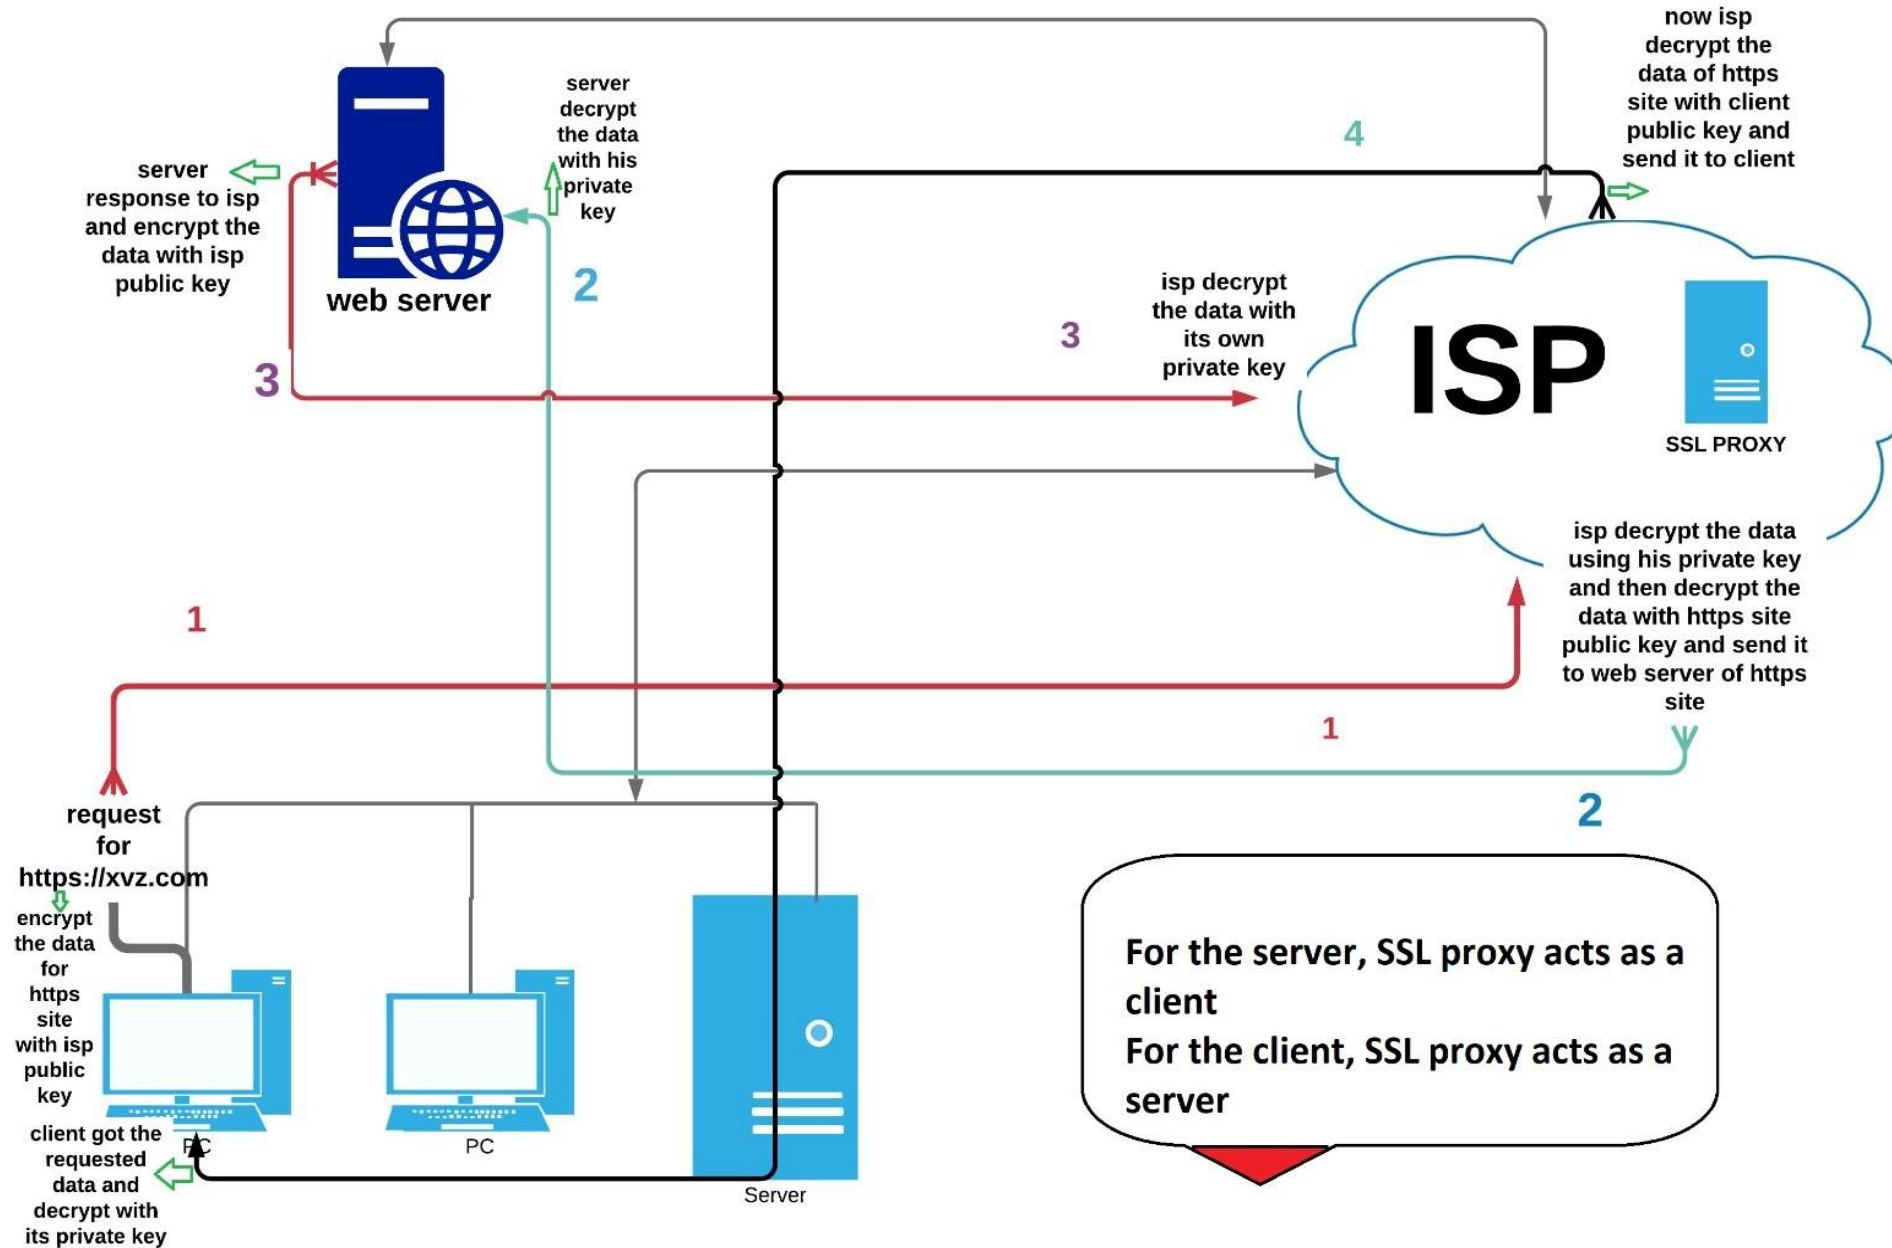 now isp
decrypt the
data of https
site with client
public key and
send it to client
server
decrypt
the data
with his
private
key
4
server
response to isp
and encrypt the
data with isp
public key
2
web server
isp decrypt
the data with
its own
private key
3
3
ISP
SSL PROXY
isp decrypt the data
using his private key
and then decrypt the
data with https site
public key and send it
to web server of https
site
1
1
2
request
for
https://xvz.com
encrypt
the data
for
https
site
with isp
public
key
For the server, SSL proxy acts as a
client
For the client, SSL proxy acts as a
server
client got the
requested
data and
decrypt with
its private key
PC
PC
Server